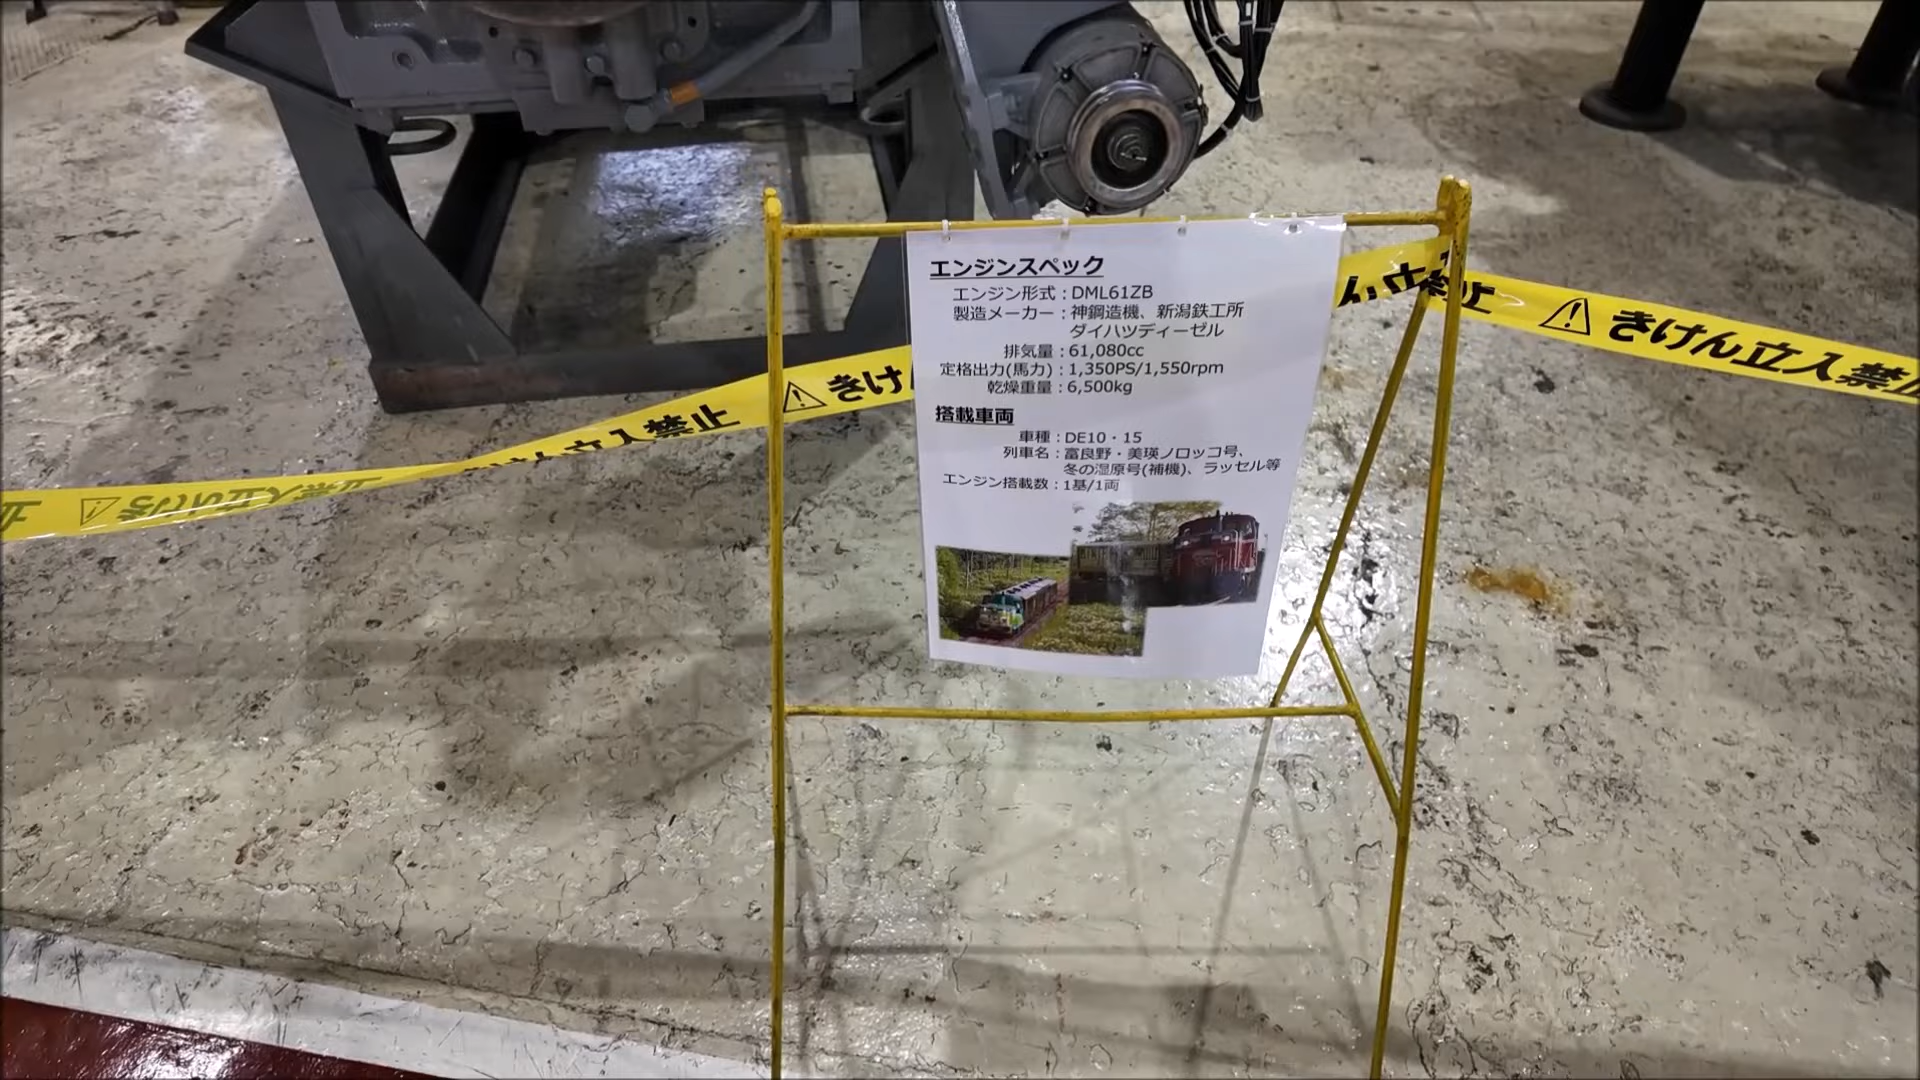 エンジンスペック
エンジン形式：DML61ZB
製造メーカー：神鋼造機、新潟鉄工所
ダイハツディーゼル
排気量：61,080cc
定格出力(馬力)：1,350PS/1,550rpm
乾燥重量：6,500kg
搭載車両
車種：DE10・15
列車名：富良野・美瑛ノロッコ号、
冬の湿原号(補機)、ラッセル等
エンジン搭載数：1基/1両
きけん立入禁止
きけ
きけん立入禁止
ん立入禁止